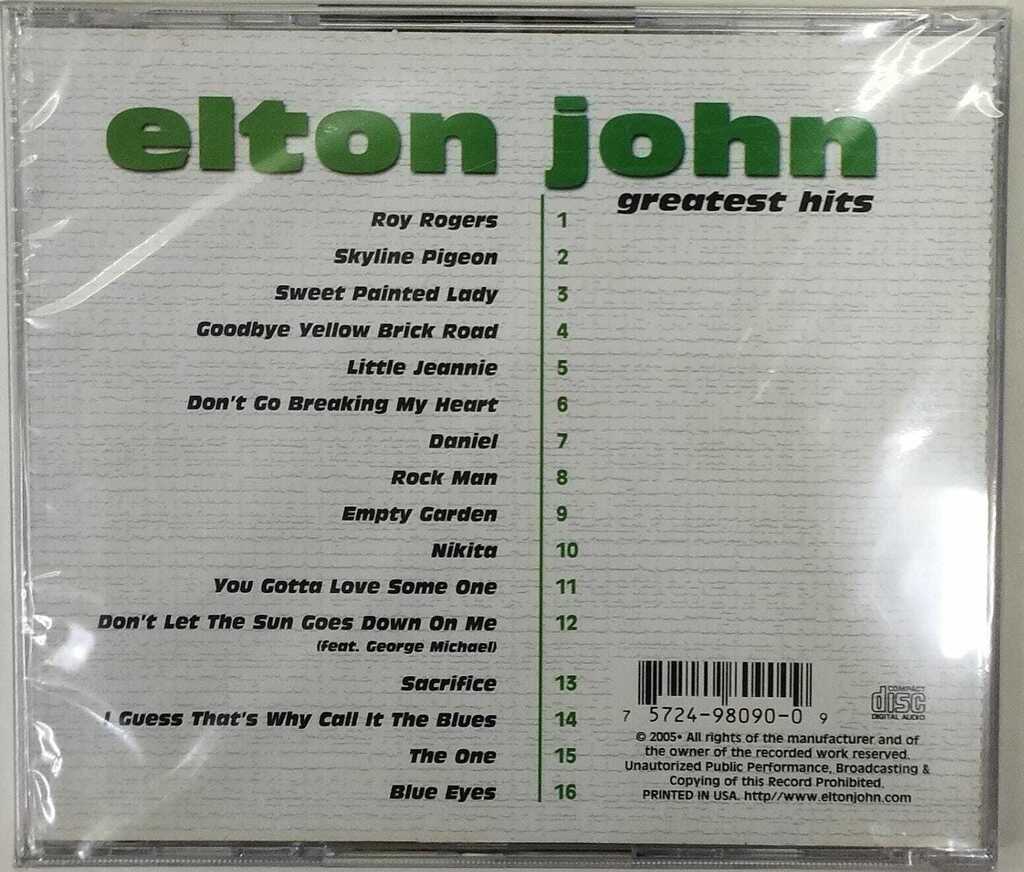 elton john
greatest hits
Roy Rogers 1
Skyline Pigeon 2
Sweet Painted Lady 3
Goodbye Yellow Brick Road 4
Little Jeannie 5
Don't Go Breaking My Heart 6
Daniel 7
Rock Man 8
Empty Garden 9
Nikita 10
You Gotta Love Some One 11
Don't Let The Sun Goes Down On Me 12
(feat. George Michael)
Sacrifice 13
I Guess That's Why Call It The Blues 14
The One 15
Blue Eyes 16
7 5724-98090-0 9
COMPACT
disc
DIGITAL AUDIO
© 2005• All rights of the manufacturer and of
the owner of the recorded work reserved.
Unautorized Public Performance, Broadcasting &
Copying of this Record Prohibited.
PRINTED IN USA. http//www.eltonjohn.com